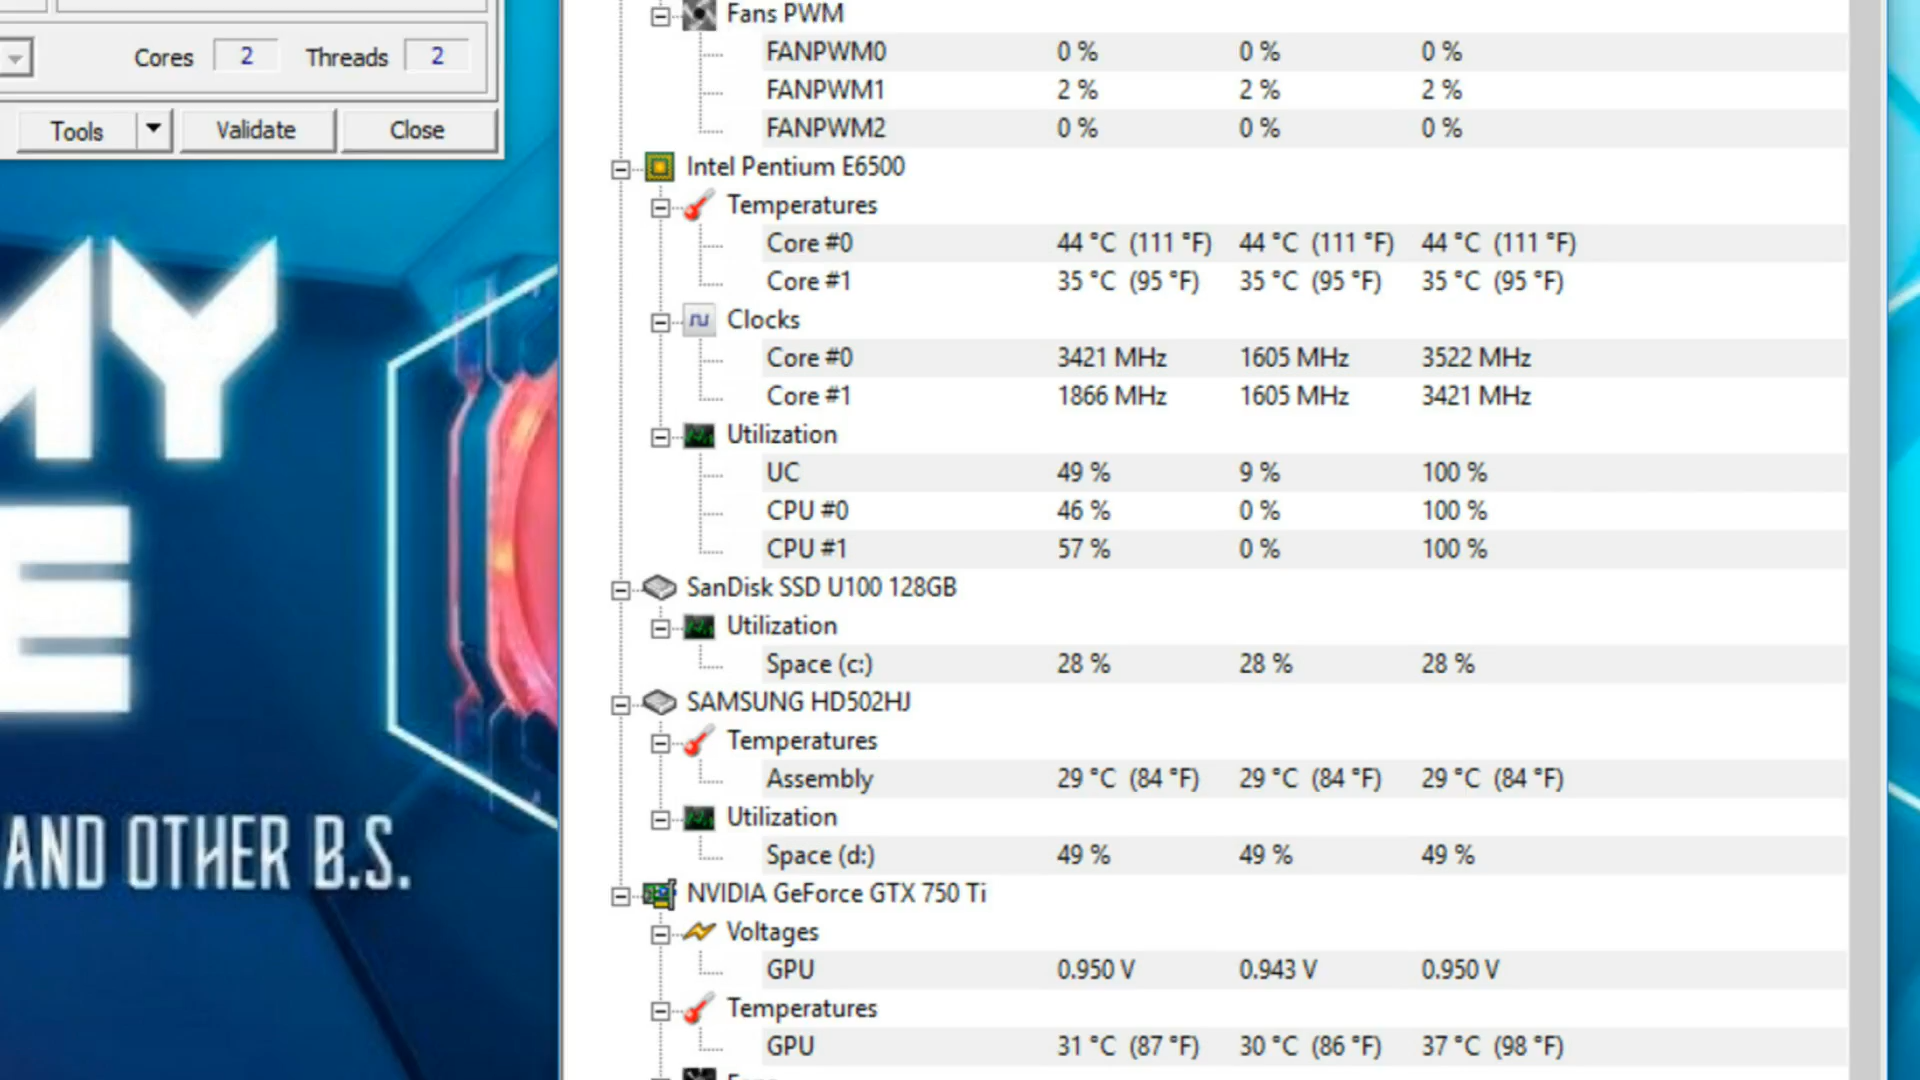 Cores 2 Threads 2
Tools Validate Close
MY
E
AND OTHER B.S.
Fans PWM
FANPWM0 0 % 0 % 0 %
FANPWM1 2 % 2 % 2 %
FANPWM2 0 % 0 % 0 %
Intel Pentium E6500
Temperatures
Core #0 44 °C (111 °F) 44 °C (111 °F) 44 °C (111 °F)
Core #1 35 °C (95 °F) 35 °C (95 °F) 35 °C (95 °F)
Clocks
Core #0 3421 MHz 1605 MHz 3522 MHz
Core #1 1866 MHz 1605 MHz 3421 MHz
Utilization
UC 49 % 9 % 100 %
CPU #0 46 % 0 % 100 %
CPU #1 57 % 0 % 100 %
SanDisk SSD U100 128GB
Utilization
Space (c:) 28 % 28 % 28 %
SAMSUNG HD502HJ
Temperatures
Assembly 29 °C (84 °F) 29 °C (84 °F) 29 °C (84 °F)
Utilization
Space (d:) 49 % 49 % 49 %
NVIDIA GeForce GTX 750 Ti
Voltages
GPU 0.950 V 0.943 V 0.950 V
Temperatures
GPU 31 °C (87 °F) 30 °C (86 °F) 37 °C (98 °F)